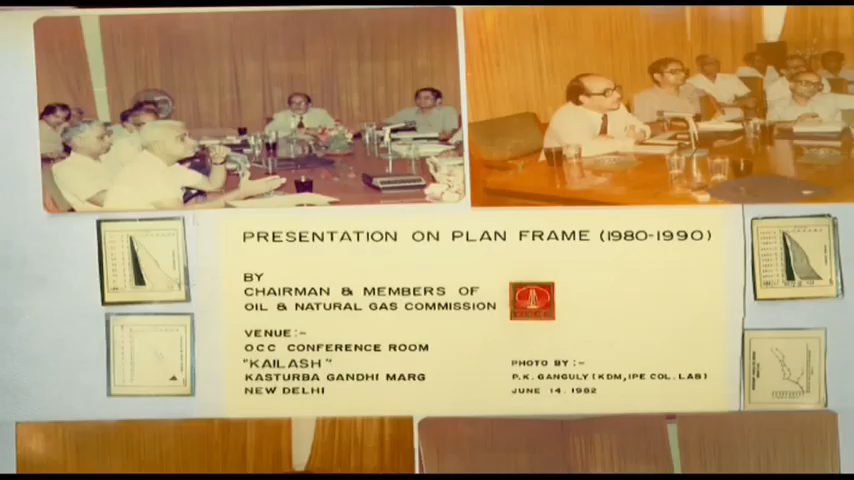 PRESENTATION ON PLAN FRAME (1980-1990)
BY
CHAIRMAN & MEMBERS OF
OIL & NATURAL GAS COMMISSION
VENUE:-
OCC CONFERENCE ROOM
"KAILASH"
KASTURBA GANDHI MARG
NEW DELHI
PHOTO BY:-
P.K. GANGULY (KDM, IPE COL. LAB)
JUNE 14. 1982